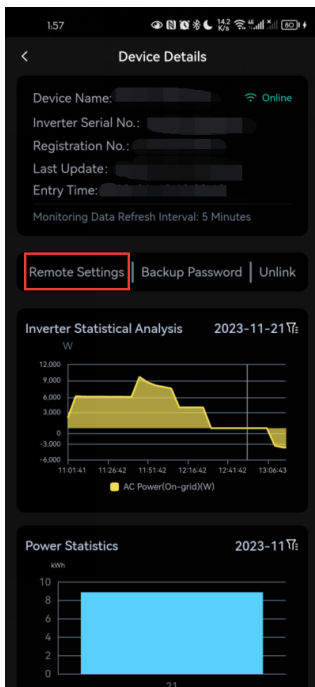 1:57
14.2 K/s
80
Device Details
Device Name:
Online
Inverter Serial No.:
Registration No.:
Last Update:
Entry Time:
Monitoring Data Refresh Interval: 5 Minutes
Remote Settings
Backup Password
Unlink
Inverter Statistical Analysis
2023-11-21
W
12,000
9,000
6,000
3,000
0
-3,000
-6,000
11:01:41 11:26:42 11:51:42 12:16:42 12:41:42 13:06:43
AC Power(On-grid)(W)
Power Statistics
2023-11
kWh
10
8
6
4
2
0
21